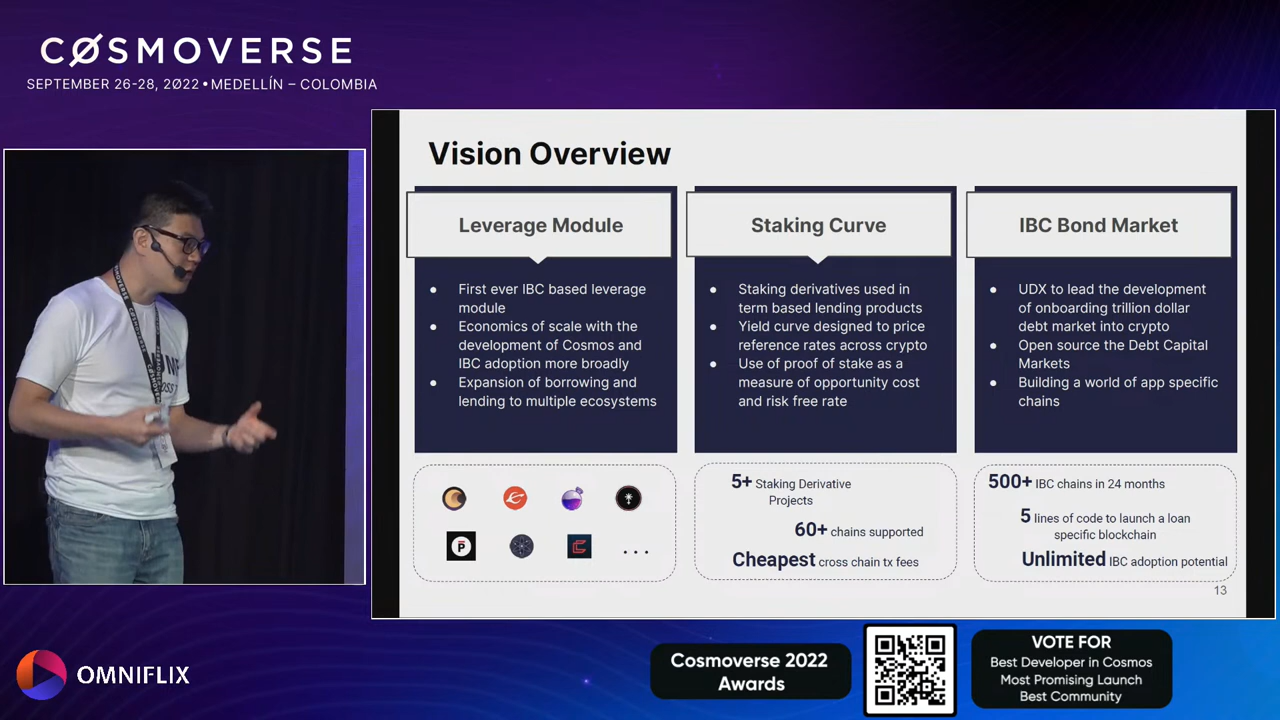 CØSMOVERSE
SEPTEMBER 26-28, 2Ø22 • MEDELLÍN – COLOMBIA
COSMOVERSE
Vision Overview
Leverage Module
● First ever IBC based leverage
module
● Economics of scale with the
development of Cosmos and
IBC adoption more broadly
● Expansion of borrowing and
lending to multiple ecosystems
Staking Curve
● Staking derivatives used in
term based lending products
● Yield curve designed to price
reference rates across crypto
● Use of proof of stake as a
measure of opportunity cost
and risk free rate
5+ Staking Derivative
Projects
60+ chains supported
Cheapest cross chain tx fees
IBC Bond Market
● UDX to lead the development
of onboarding trillion dollar
debt market into crypto
● Open source the Debt Capital
Markets
● Building a world of app specific
chains
500+ IBC chains in 24 months
5 lines of code to launch a loan
specific blockchain
Unlimited IBC adoption potential
13
OMNIFLIX
Cosmoverse 2022
Awards
VOTE FOR
Best Developer in Cosmos
Most Promising Launch
Best Community